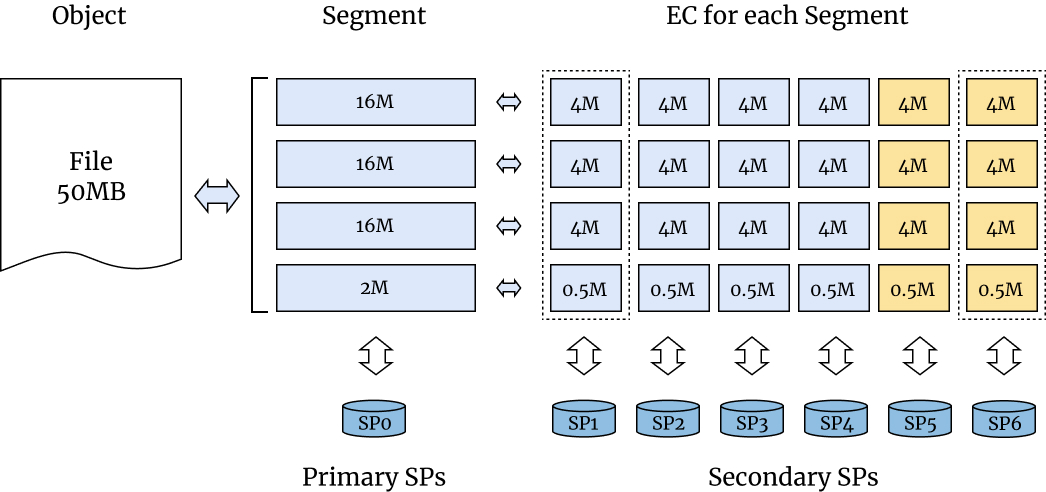 Object Segment EC for each Segment
File
50MB
16M 4M 4M 4M 4M 4M 4M
16M 4M 4M 4M 4M 4M 4M
16M 4M 4M 4M 4M 4M 4M
2M 0.5M 0.5M 0.5M 0.5M 0.5M 0.5M
SP0 SP1 SP2 SP3 SP4 SP5 SP6
Primary SPs Secondary SPs